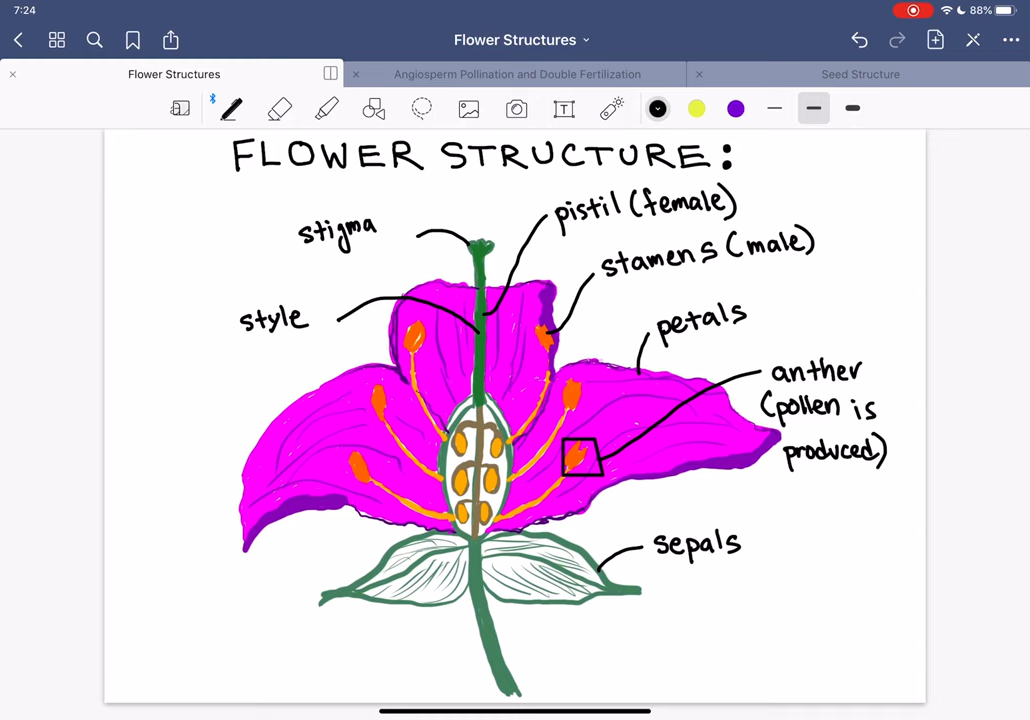 7:24
88%
Flower Structures
Flower Structures
Angiosperm Pollination and Double Fertilization
Seed Structure
T
FLOWER STRUCTURE:
pistil (female)
stigma
stamens (male)
style
petals
anther
(pollen is
produced)
sepals